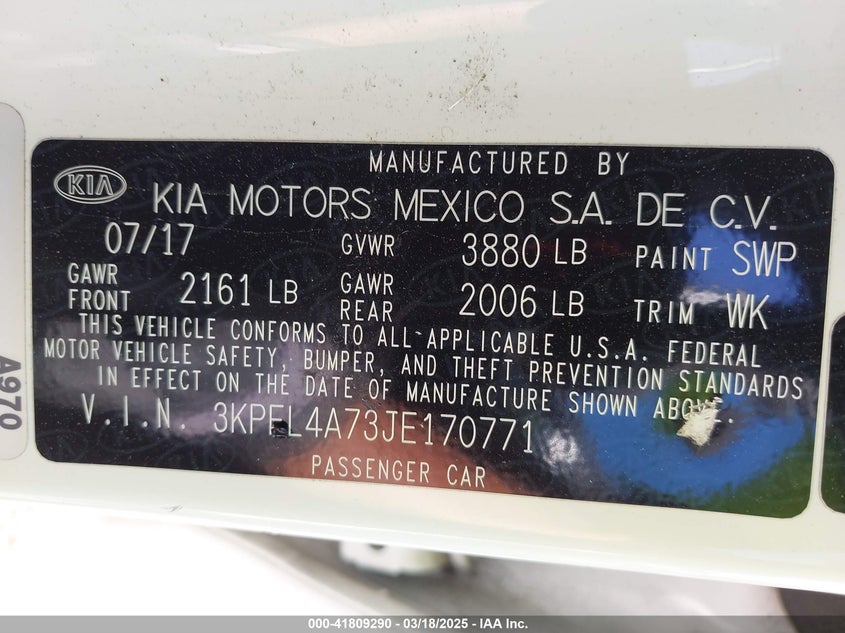 MANUFACTURED BY
KIA KIA MOTORS MEXICO S.A. DE C.V.
07/17 GVWR 3880 LB PAINT SWP
GAWR FRONT 2161 LB GAWR REAR 2006 LB TRIM WK
THIS VEHICLE CONFORMS TO ALL APPLICABLE U.S.A. FEDERAL
MOTOR VEHICLE SAFETY, BUMPER, AND THEFT PREVENTION STANDARDS
IN EFFECT ON THE DATE OF MANUFACTURE SHOWN ABOVE.
V.I.N. 3KPFL4A73JE170771
PASSENGER CAR
A970
000-41809290 - 03/18/2025 - IAA Inc.